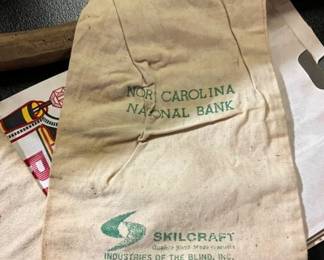 NOR CAROLINA
NA ONAL BANK
SKILCRAFT
INDUSTRIES OF THE BLIND, INC.